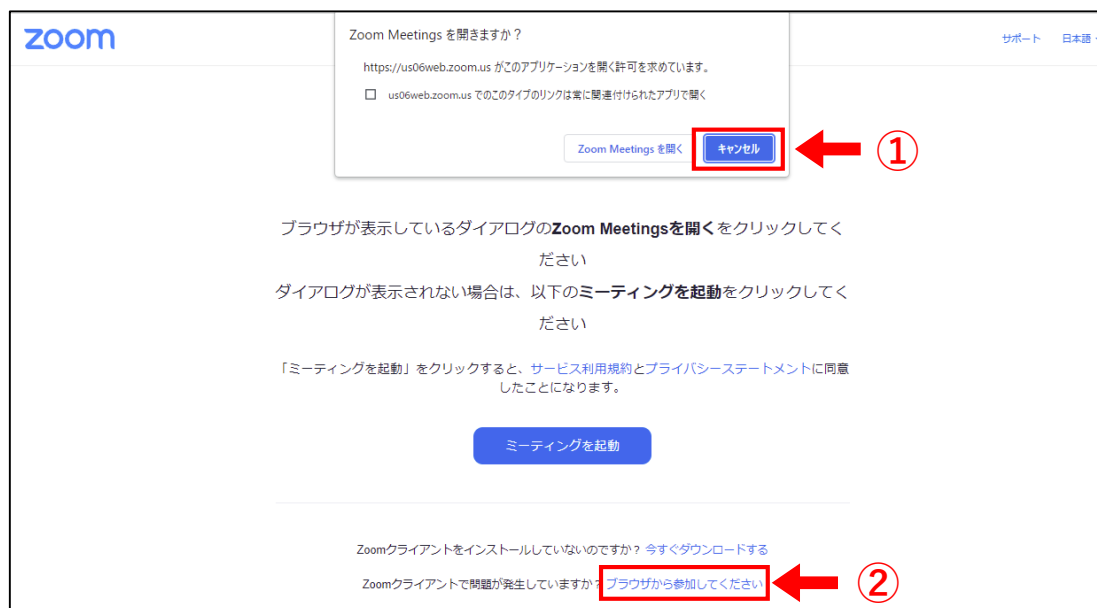 zoom
サポート 日本語
Zoom Meetings を開きますか？
https://us06web.zoom.us がこのアプリケーションを開く許可を求めています。
us06web.zoom.us でのこのタイプのリンクは常に関連付けられたアプリで開く
Zoom Meetings を開く キャンセル
①
ブラウザが表示しているダイアログのZoom Meetingsを開くをクリックしてく
ださい
ダイアログが表示されない場合は、以下のミーティングを起動をクリックしてく
ださい
「ミーティングを起動」をクリックすると、サービス利用規約とプライバシーステートメントに同意
したことになります。
ミーティングを起動
Zoomクライアントをインストールしていないのですか？ 今すぐダウンロードする
Zoomクライアントで問題が発生していますか？ ブラウザから参加してください
②